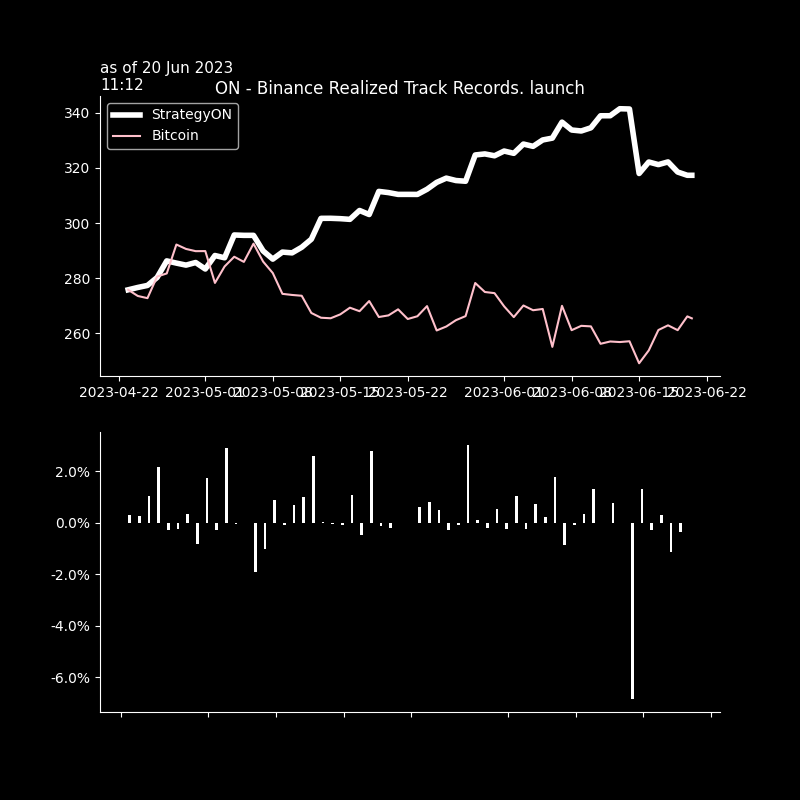 as of 20 Jun 2023
11:12
ON - Binance Realized Track Records. launch
StrategyON
Bitcoin
340
320
300
280
260
2023-04-22 2023-05-01 2023-05-08 2023-05-15 2023-05-22 2023-06-01 2023-06-08 2023-06-15 2023-06-22
2.0%
0.0%
-2.0%
-4.0%
-6.0%